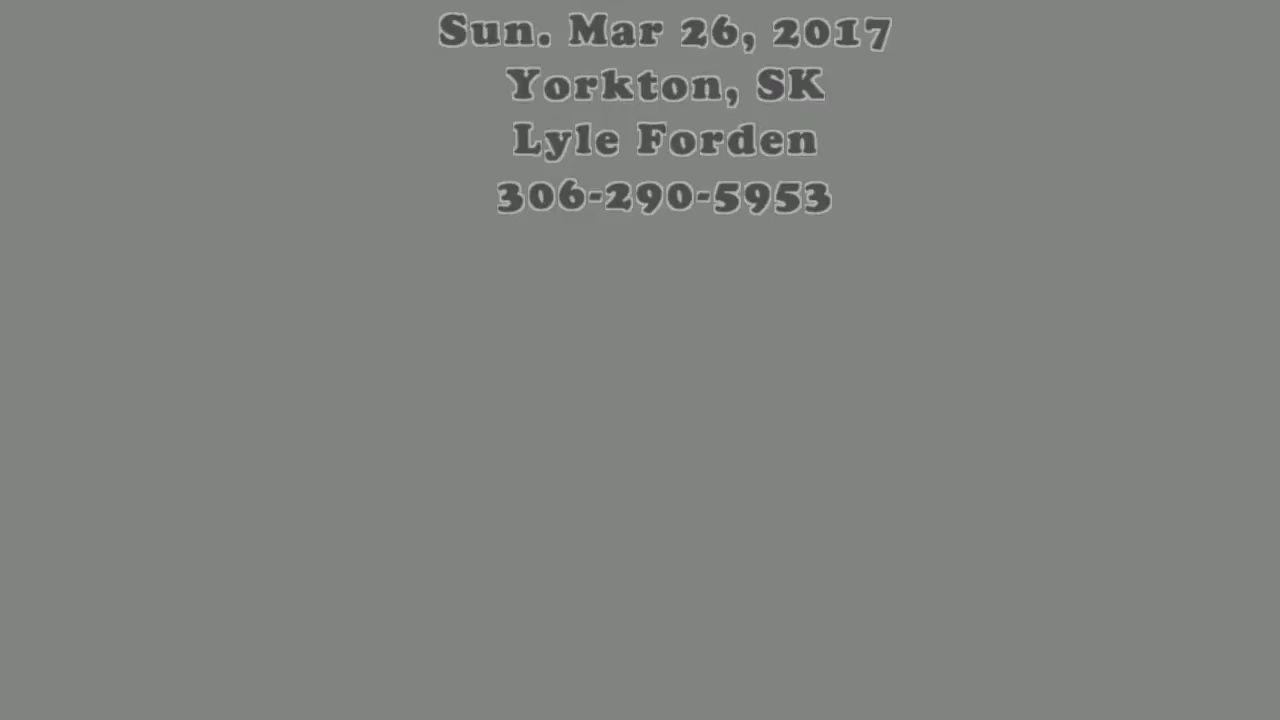 Sun. Mar 26, 2017
Yorkton, SK
Lyle Forden
306-290-5953